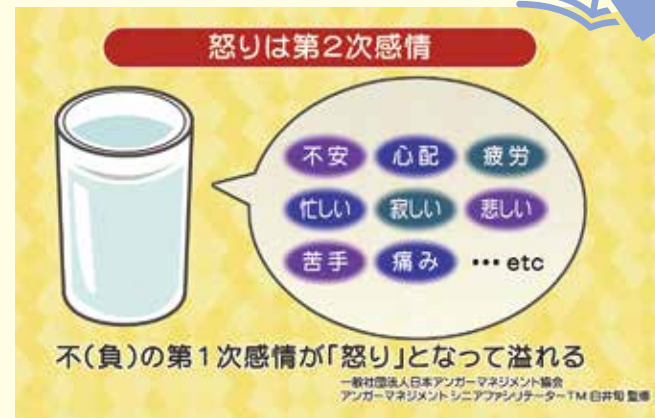 怒りは第2次感情
不安 心配 疲労
忙しい 寂しい 悲しい
苦手 痛み … etc
不(負)の第1次感情が「怒り」となって溢れる
一般社団法人日本アンガーマネジメント協会
アンガーマネジメントシニアファシリテーターTM 臼井旬 監修